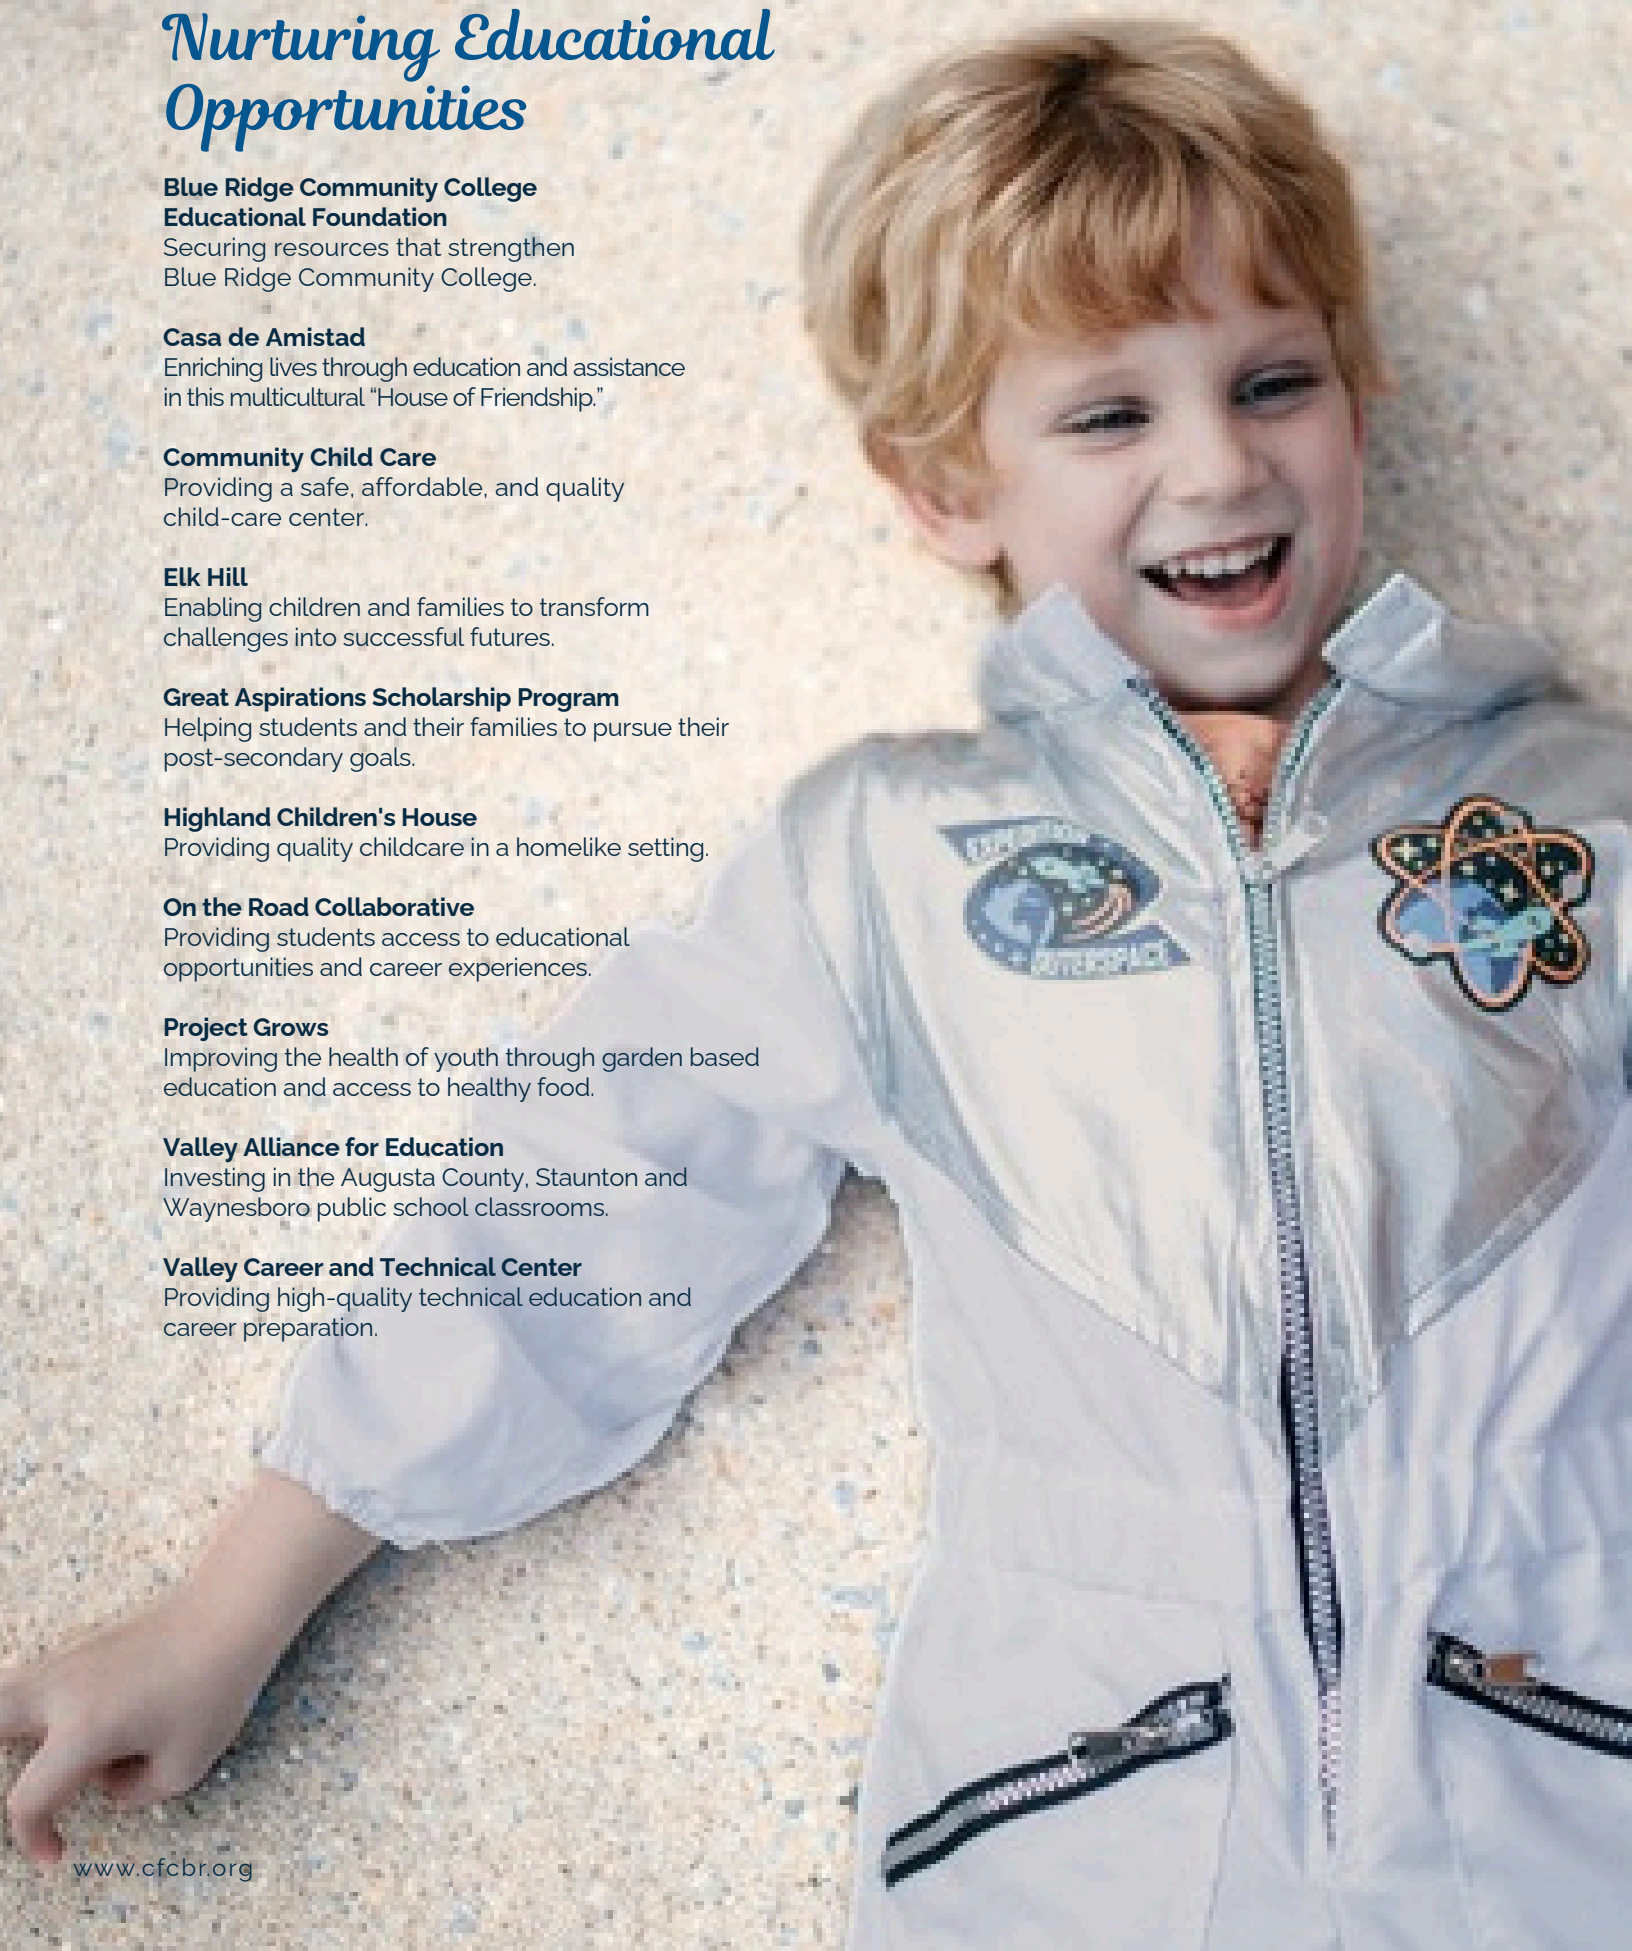 Nurturing Educational
Opportunities
Blue Ridge Community College
Educational Foundation
Securing resources that strengthen
Blue Ridge Community College.
Casa de Amistad
Enriching lives through education and assistance
in this multicultural “House of Friendship.”
Community Child Care
Providing a safe, affordable, and quality
child-care center.
Elk Hill
Enabling children and families to transform
challenges into successful futures.
Great Aspirations Scholarship Program
Helping students and their families to pursue their
post-secondary goals.
Highland Children's House
Providing quality childcare in a homelike setting.
On the Road Collaborative
Providing students access to educational
opportunities and career experiences.
Project Grows
Improving the health of youth through garden based
education and access to healthy food.
Valley Alliance for Education
Investing in the Augusta County, Staunton and
Waynesboro public school classrooms.
Valley Career and Technical Center
Providing high-quality technical education and
career preparation.
www.cfcbr.org